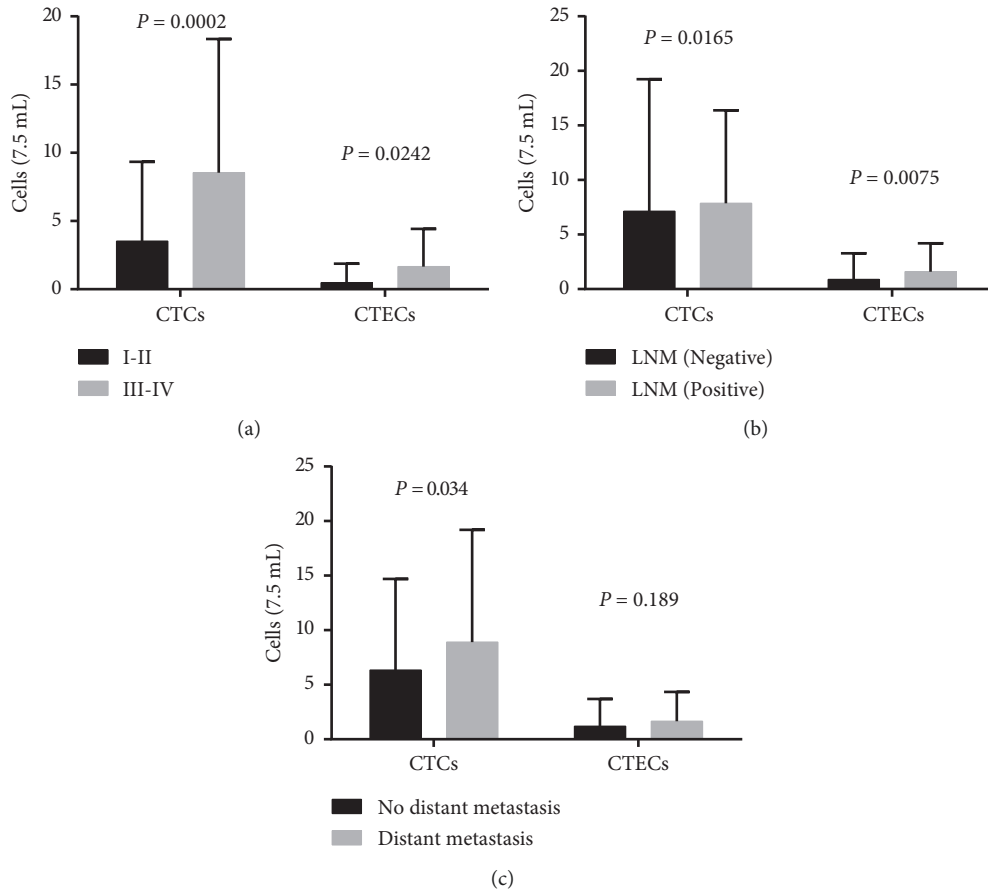 20
15
10
5
0
Cells (7.5 mL)
P = 0.0002
P = 0.0242
CTCs
CTECs
I-II
III-IV
(a)
25
20
15
10
5
0
Cells (7.5 mL)
P = 0.0165
P = 0.0075
CTCs
CTECs
LNM (Negative)
LNM (Positive)
(b)
25
20
15
10
5
0
Cells (7.5 mL)
P = 0.034
P = 0.189
CTCs
CTECs
No distant metastasis
Distant metastasis
(c)